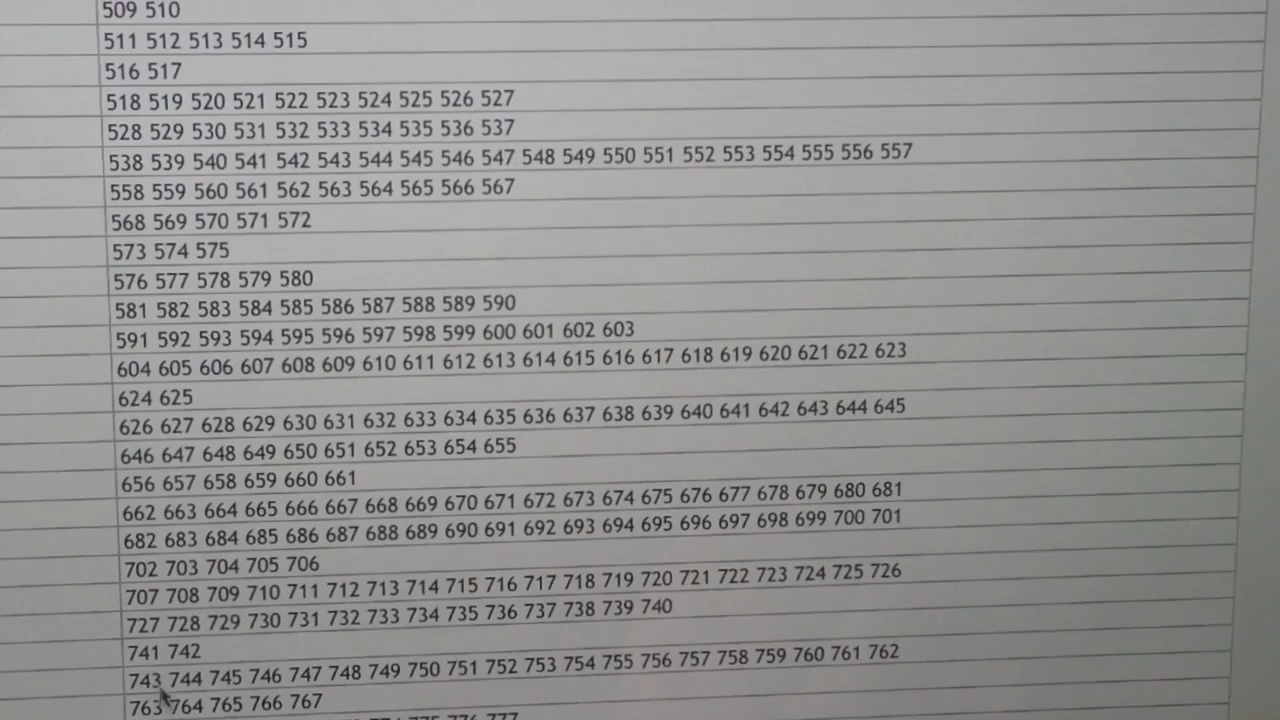 509 510
511 512 513 514 515
516 517
518 519 520 521 522 523 524 525 526 527
528 529 530 531 532 533 534 535 536 537
538 539 540 541 542 543 544 545 546 547 548 549 550 551 552 553 554 555 556 557
558 559 560 561 562 563 564 565 566 567
568 569 570 571 572
573 574 575
576 577 578 579 580
581 582 583 584 585 586 587 588 589 590
591 592 593 594 595 596 597 598 599 600 601 602 603
604 605 606 607 608 609 610 611 612 613 614 615 616 617 618 619 620 621 622 623
624 625
626 627 628 629 630 631 632 633 634 635 636 637 638 639 640 641 642 643 644 645
646 647 648 649 650 651 652 653 654 655
656 657 658 659 660 661
662 663 664 665 666 667 668 669 670 671 672 673 674 675 676 677 678 679 680 681
682 683 684 685 686 687 688 689 690 691 692 693 694 695 696 697 698 699 700 701
702 703 704 705 706
707 708 709 710 711 712 713 714 715 716 717 718 719 720 721 722 723 724 725 726
727 728 729 730 731 732 733 734 735 736 737 738 739 740
741 742
743 744 745 746 747 748 749 750 751 752 753 754 755 756 757 758 759 760 761 762
763 764 765 766 767